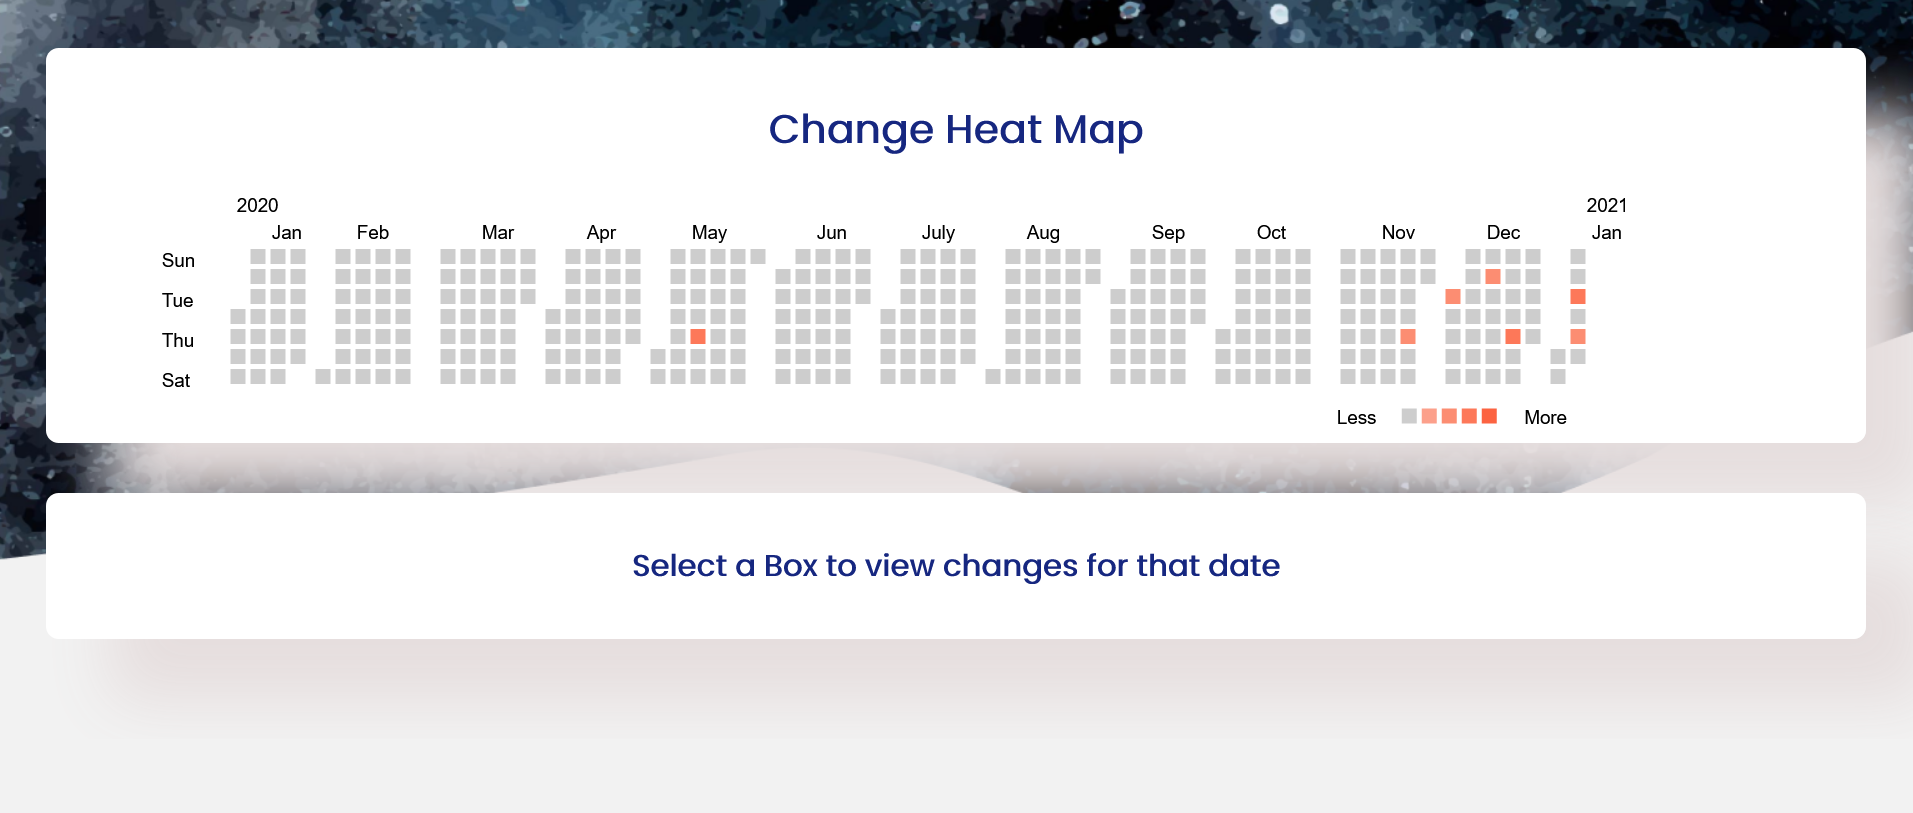 Change Heat Map
2020 2021
Jan Feb Mar Apr May Jun July Aug Sep Oct Nov Dec Jan
Sun
Tue
Thu
Sat
Less More
Select a Box to view changes for that date